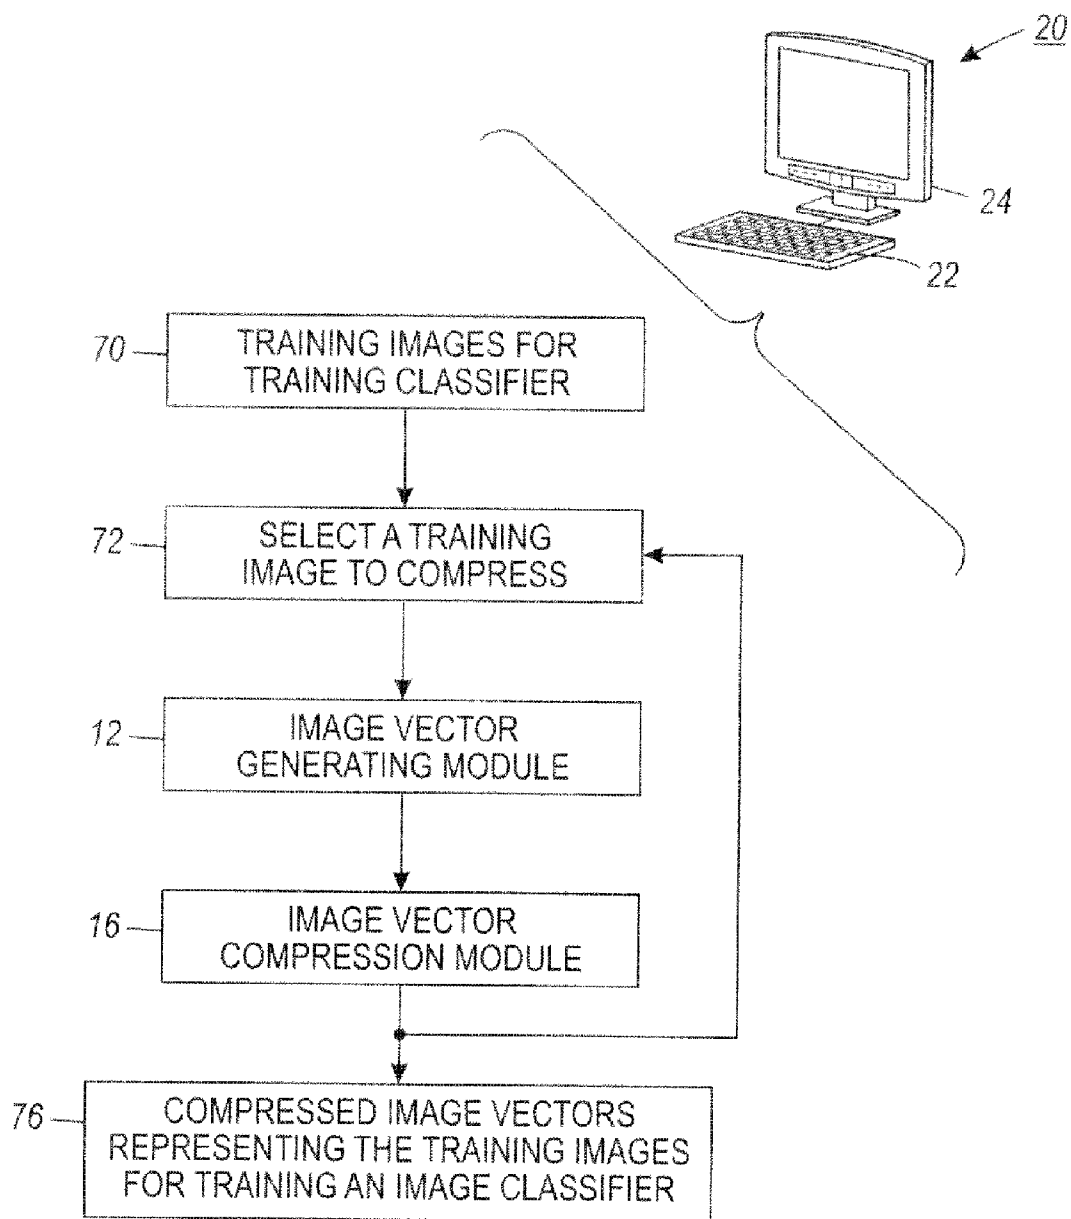 20
24
22
70
TRAINING IMAGES FOR
TRAINING CLASSIFIER
72
SELECT A TRAINING
IMAGE TO COMPRESS
12
IMAGE VECTOR
GENERATING MODULE
16
IMAGE VECTOR
COMPRESSION MODULE
76
COMPRESSED IMAGE VECTORS
REPRESENTING THE TRAINING IMAGES
FOR TRAINING AN IMAGE CLASSIFIER